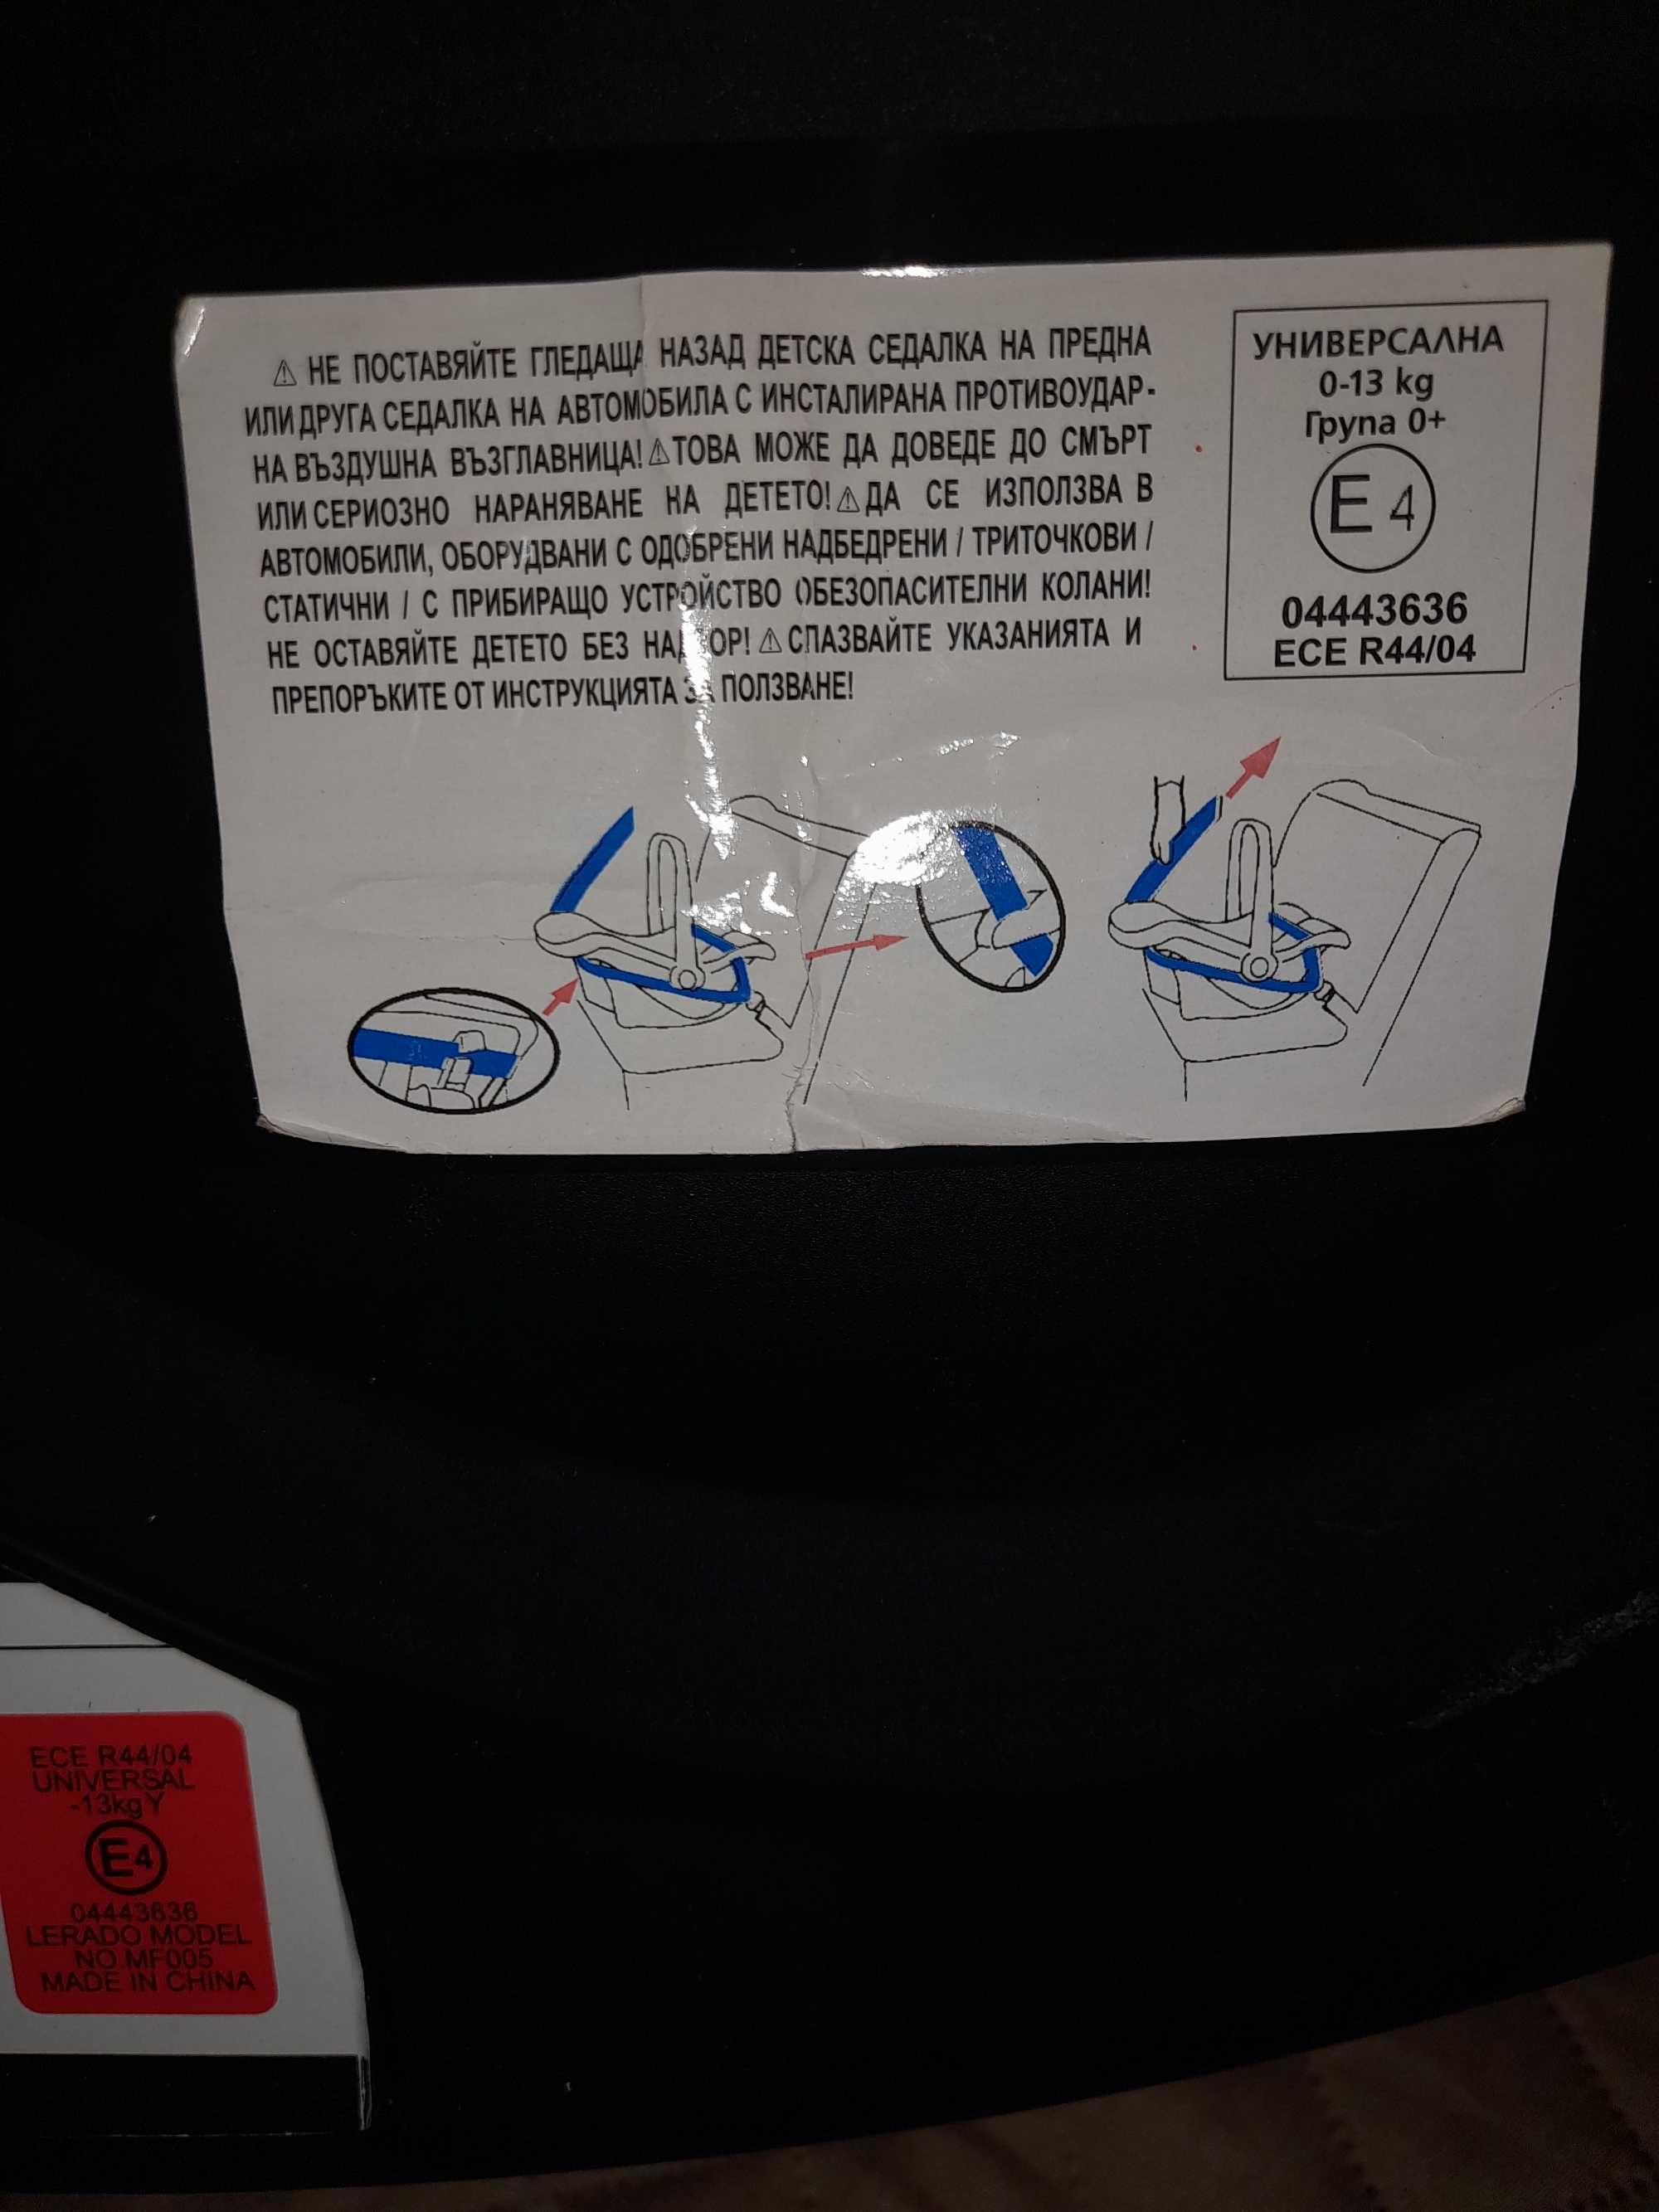 ⚠ НЕ ПОСТАВЯЙТЕ ГЛЕДАЩА НАЗАД ДЕТСКА СЕДАЛКА НА ПРЕДНА
ИЛИ ДРУГА СЕДАЛКА НА АВТОМОБИЛА С ИНСТАЛИРАНА ПРОТИВОУДАР-
НА ВЪЗДУШНА ВЪЗГЛАВНИЦА! ⚠ ТОВА МОЖЕ ДА ДОВЕДЕ ДО СМЪРТ
ИЛИ СЕРИОЗНО НАРАНЯВАНЕ НА ДЕТЕТО! ⚠ ДА СЕ ИЗПОЛЗВА В
АВТОМОБИЛИ, ОБОРУДВАНИ С ОДОБРЕНИ НАДБЕДРЕНИ / ТРИТОЧКОВИ /
СТАТИЧНИ / С ПРИБИРАЩО УСТРОЙСТВО ОБЕЗОПАСИТЕЛНИ КОЛАНИ!
НЕ ОСТАВЯЙТЕ ДЕТЕТО БЕЗ НАДЗОР! ⚠ СПАЗВАЙТЕ УКАЗАНИЯТА И
ПРЕПОРЪКИТЕ ОТ ИНСТРУКЦИЯТА ЗА ПОЛЗВАНЕ!
УНИВЕРСАЛНА
0-13 kg
Група 0+
E 4
04443636
ECE R44/04
ECE R44/04
UNIVERSAL
-13kg Y
E4
04443636
LERADO MODEL
NO.MF005
MADE IN CHINA